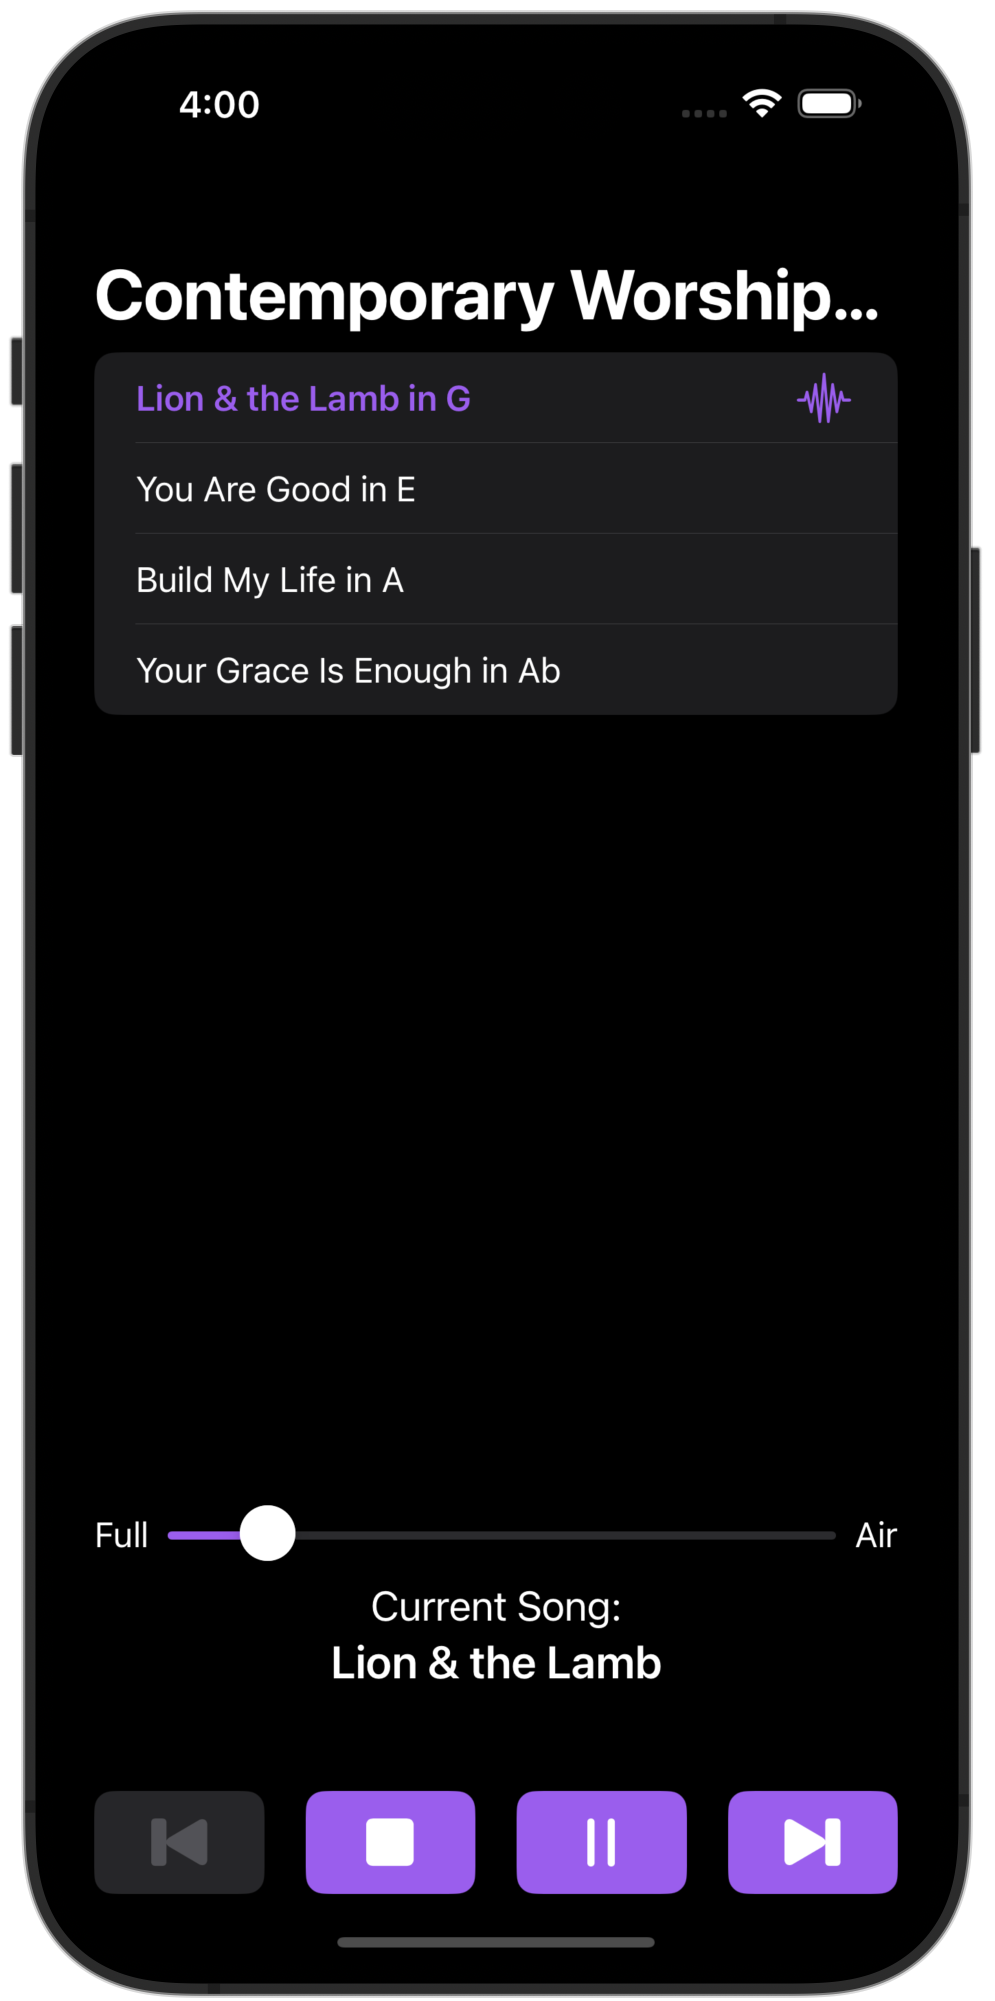 4:00
Contemporary Worship...
Lion & the Lamb in G
You Are Good in E
Build My Life in A
Your Grace Is Enough in Ab
Full Air
Current Song:
Lion & the Lamb